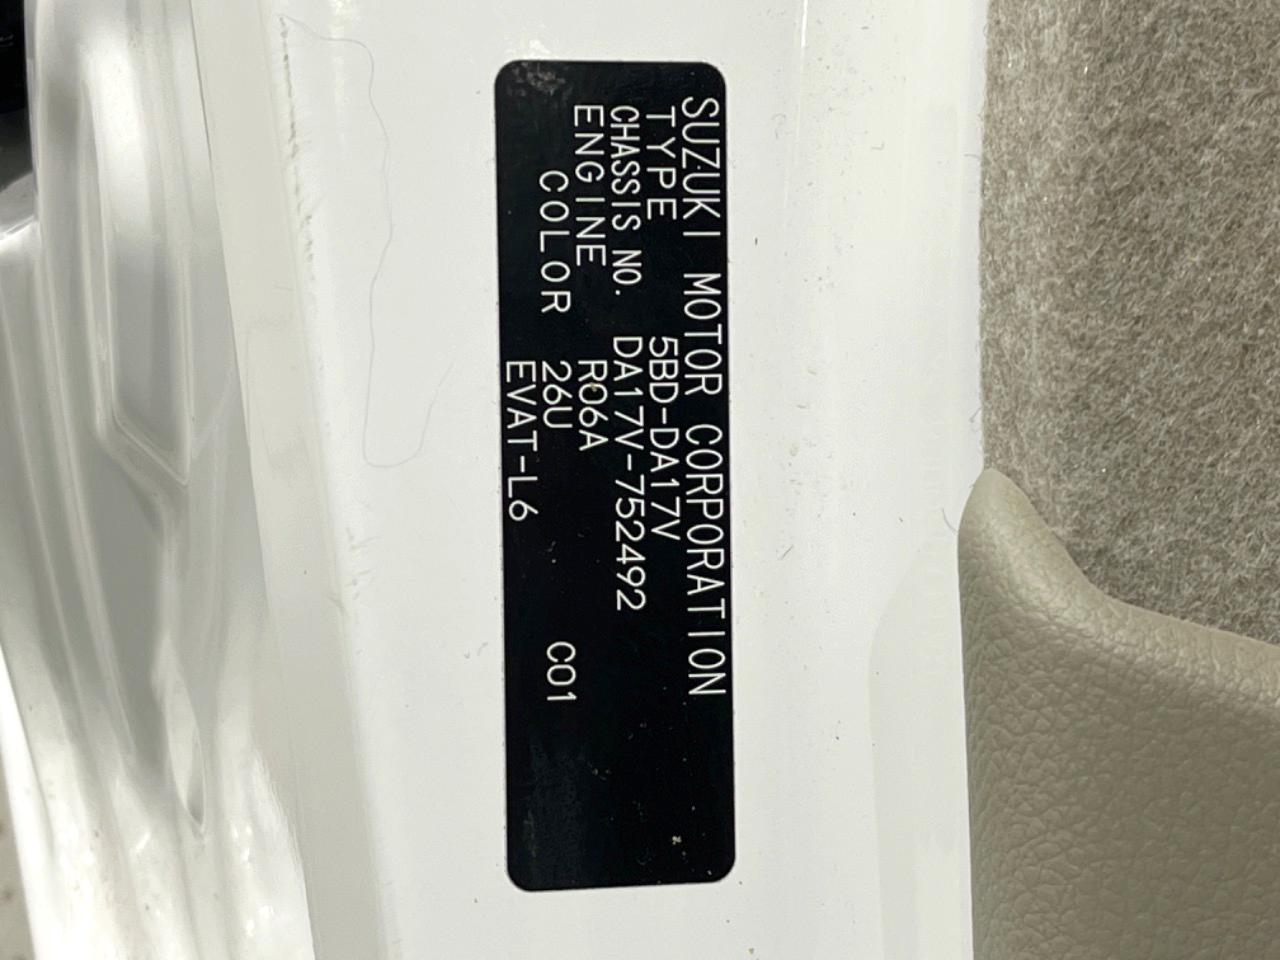 SUZUKI MOTOR CORPORATION
TYPE 5BD-DA17V
CHASSIS NO. DA17V-752492
ENGINE R06A
COLOR 26U C01
EVAT-L6